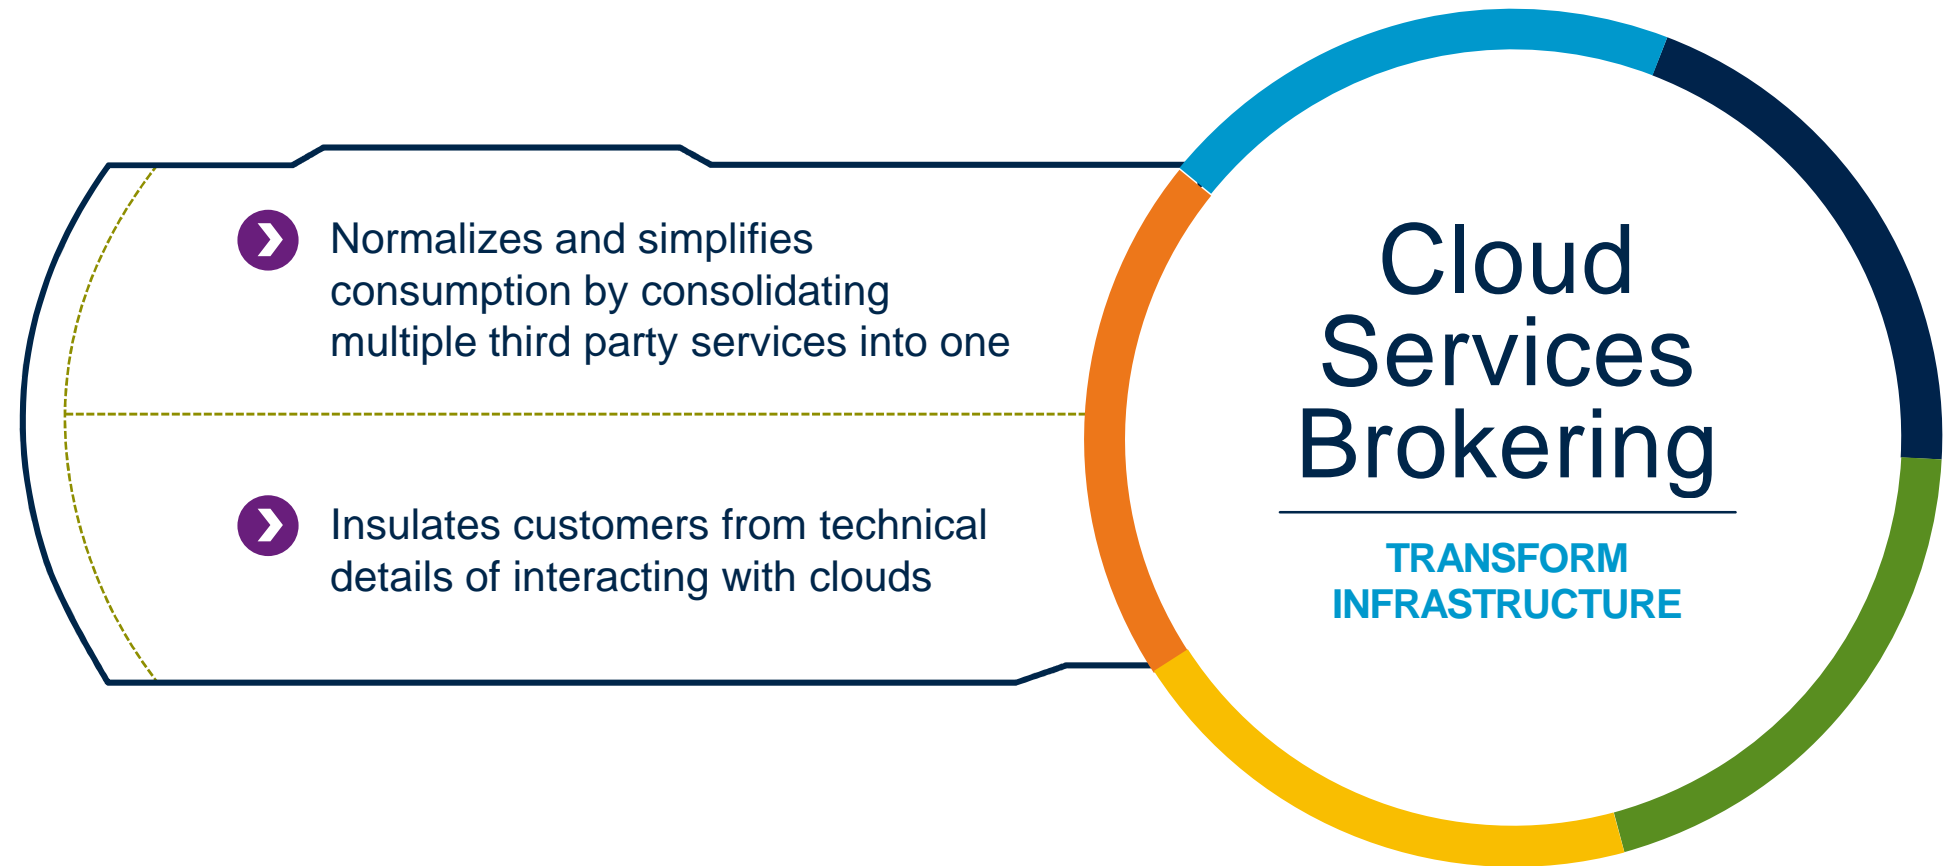 Normalizes and simplifies
consumption by consolidating
multiple third party services into one
Insulates customers from technical
details of interacting with clouds
Cloud
Services
Brokering
TRANSFORM
INFRASTRUCTURE